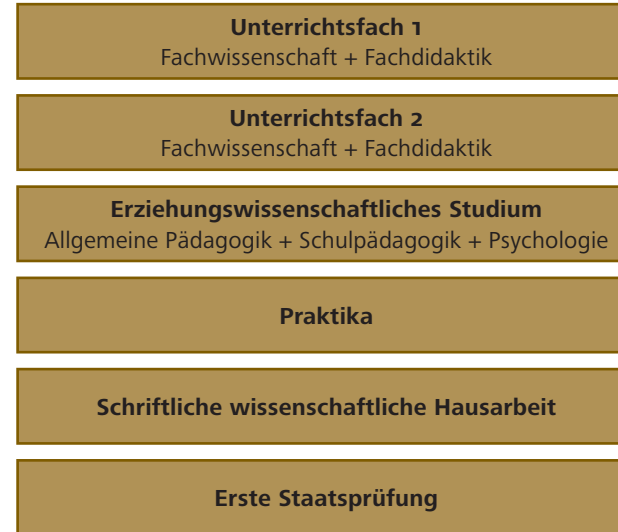 Unterrichtsfach 1
Fachwissenschaft + Fachdidaktik
Unterrichtsfach 2
Fachwissenschaft + Fachdidaktik
Erziehungswissenschaftliches Studium
Allgemeine Pädagogik + Schulpädagogik + Psychologie
Praktika
Schriftliche wissenschaftliche Hausarbeit
Erste Staatsprüfung